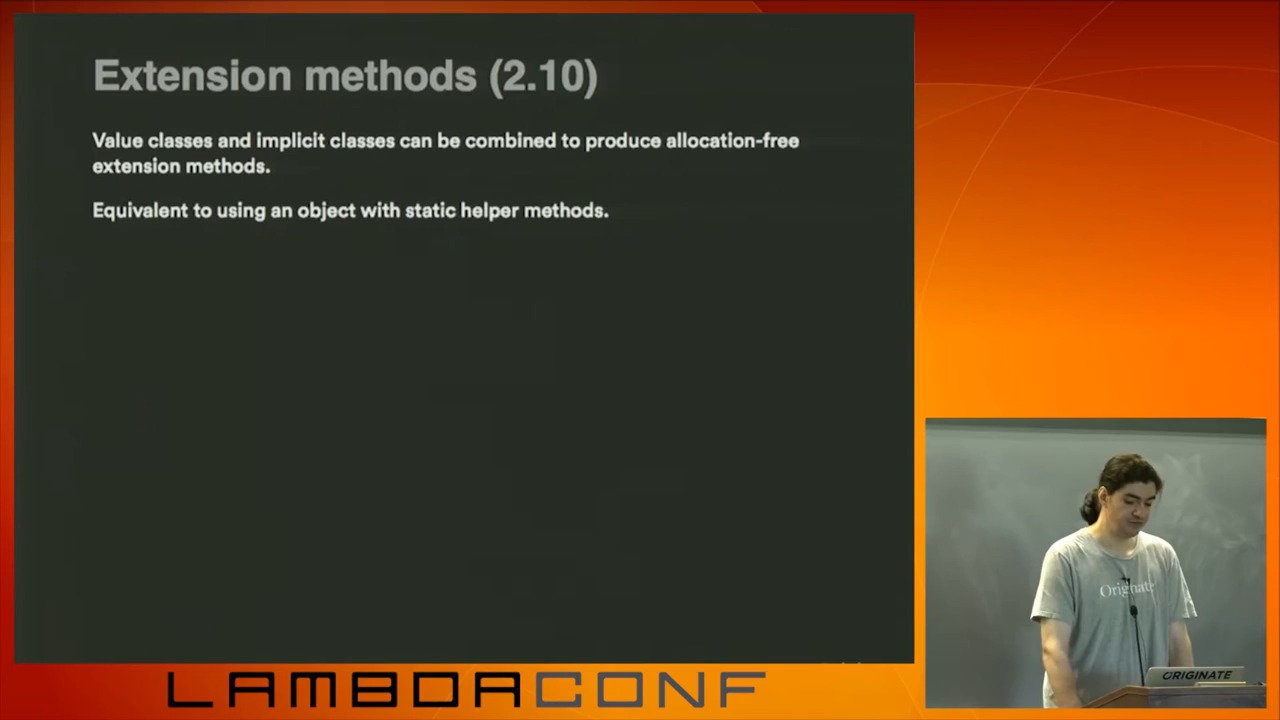 Extension methods (2.10)
Value classes and implicit classes can be combined to produce allocation-free
extension methods.
Equivalent to using an object with static helper methods.
Originate
ORIGINATE
LAMBDACONF